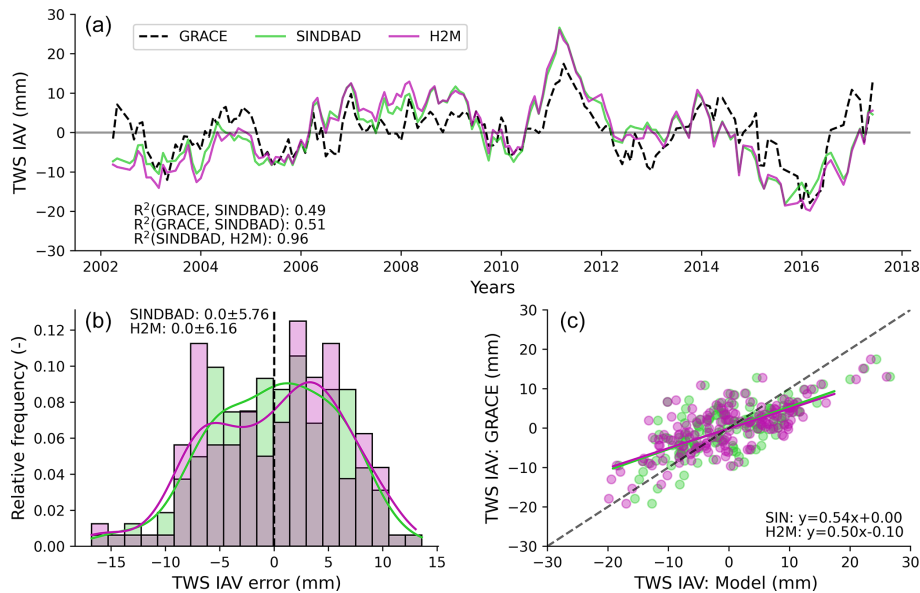 (a)
GRACE SINDBAD H2M
TWS IAV (mm)
30
20
10
0
−10
−20
−30
R²(GRACE, SINDBAD): 0.49
R²(GRACE, SINDBAD): 0.51
R²(SINDBAD, H2M): 0.96
2002 2004 2006 2008 2010 2012 2014 2016 2018
Years
(b)
SINDBAD: 0.0±5.76
H2M: 0.0±6.16
Relative frequency (-)
0.12
0.10
0.08
0.06
0.04
0.02
0.00
−15 −10 −5 0 5 10 15
TWS IAV error (mm)
(c)
TWS IAV: GRACE (mm)
30
20
10
0
−10
−20
−30
SIN: y=0.54x+0.00
H2M: y=0.50x-0.10
−30 −20 −10 0 10 20 30
TWS IAV: Model (mm)